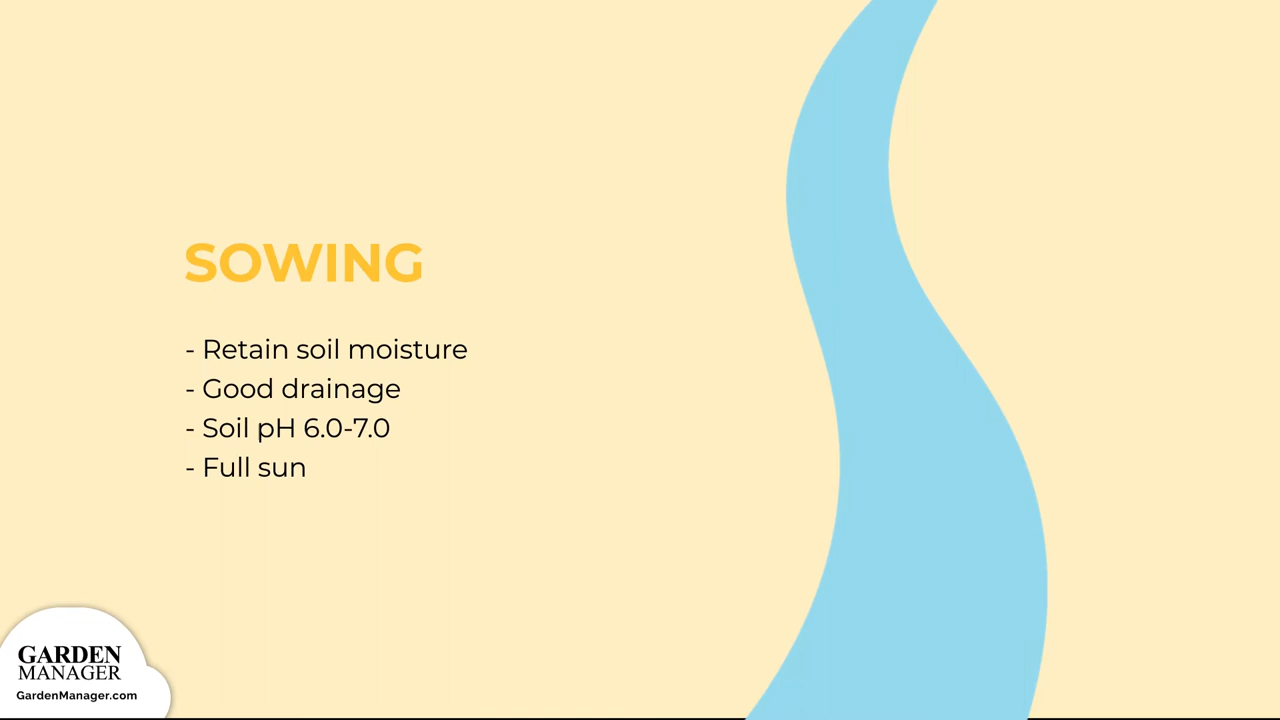 SOWING
- Retain soil moisture
- Good drainage
- Soil pH 6.0-7.0
- Full sun
GARDEN
MANAGER
GardenManager.com